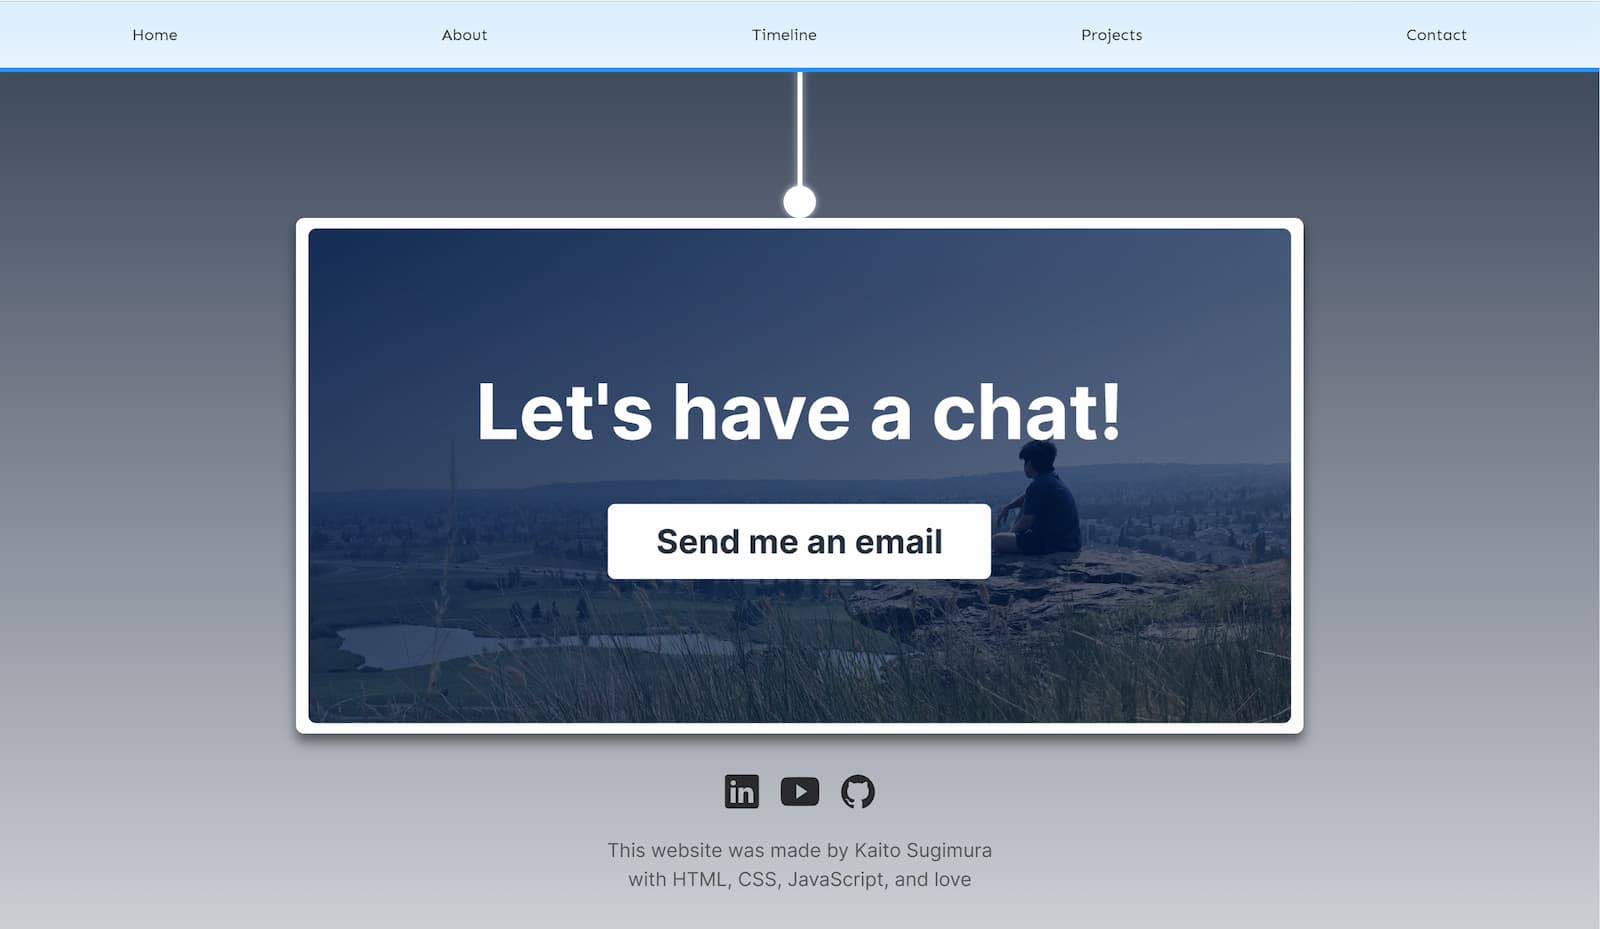 Home
About
Timeline
Projects
Contact
Let's have a chat!
Send me an email
in
This website was made by Kaito Sugimura
with HTML, CSS, JavaScript, and love